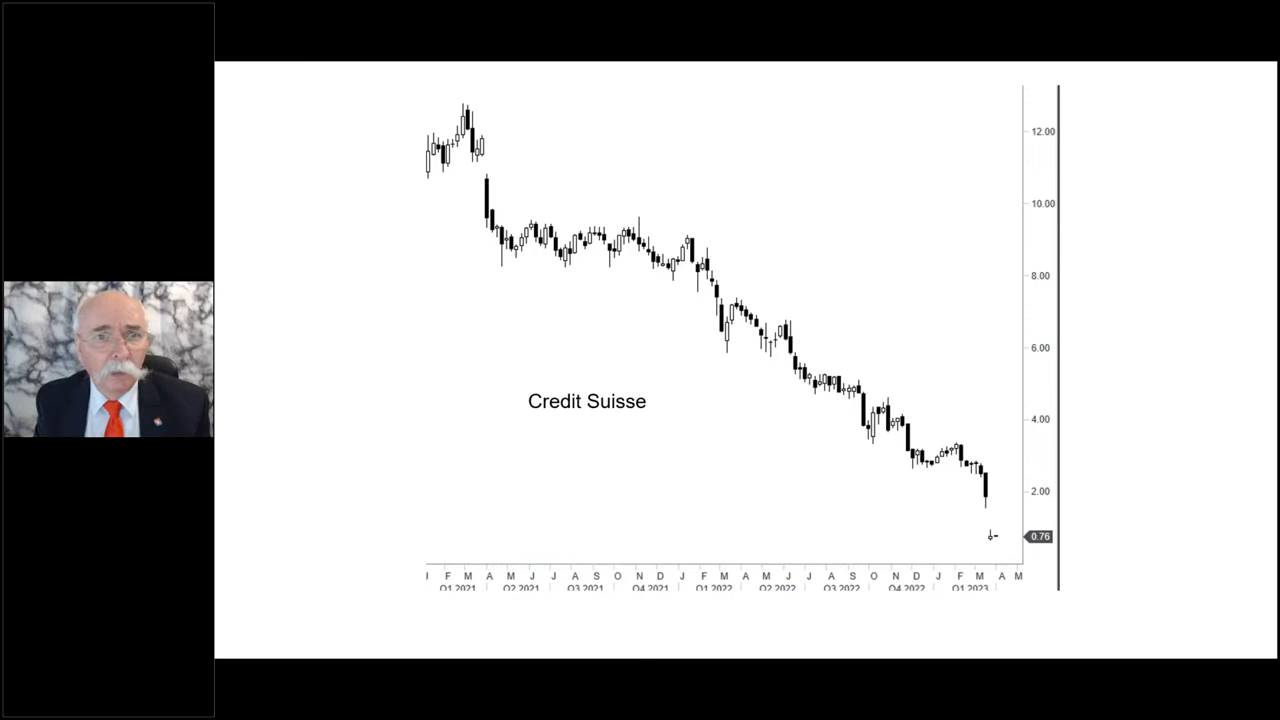 12.00
10.00
8.00
6.00
Credit Suisse
4.00
2.00
0.76
J F M A M J J A S O N D J F M A M J J A S O N D J F M A M
Q1 2021 Q2 2021 Q3 2021 Q4 2021 Q1 2022 Q2 2022 Q3 2022 Q4 2022 Q1 2023